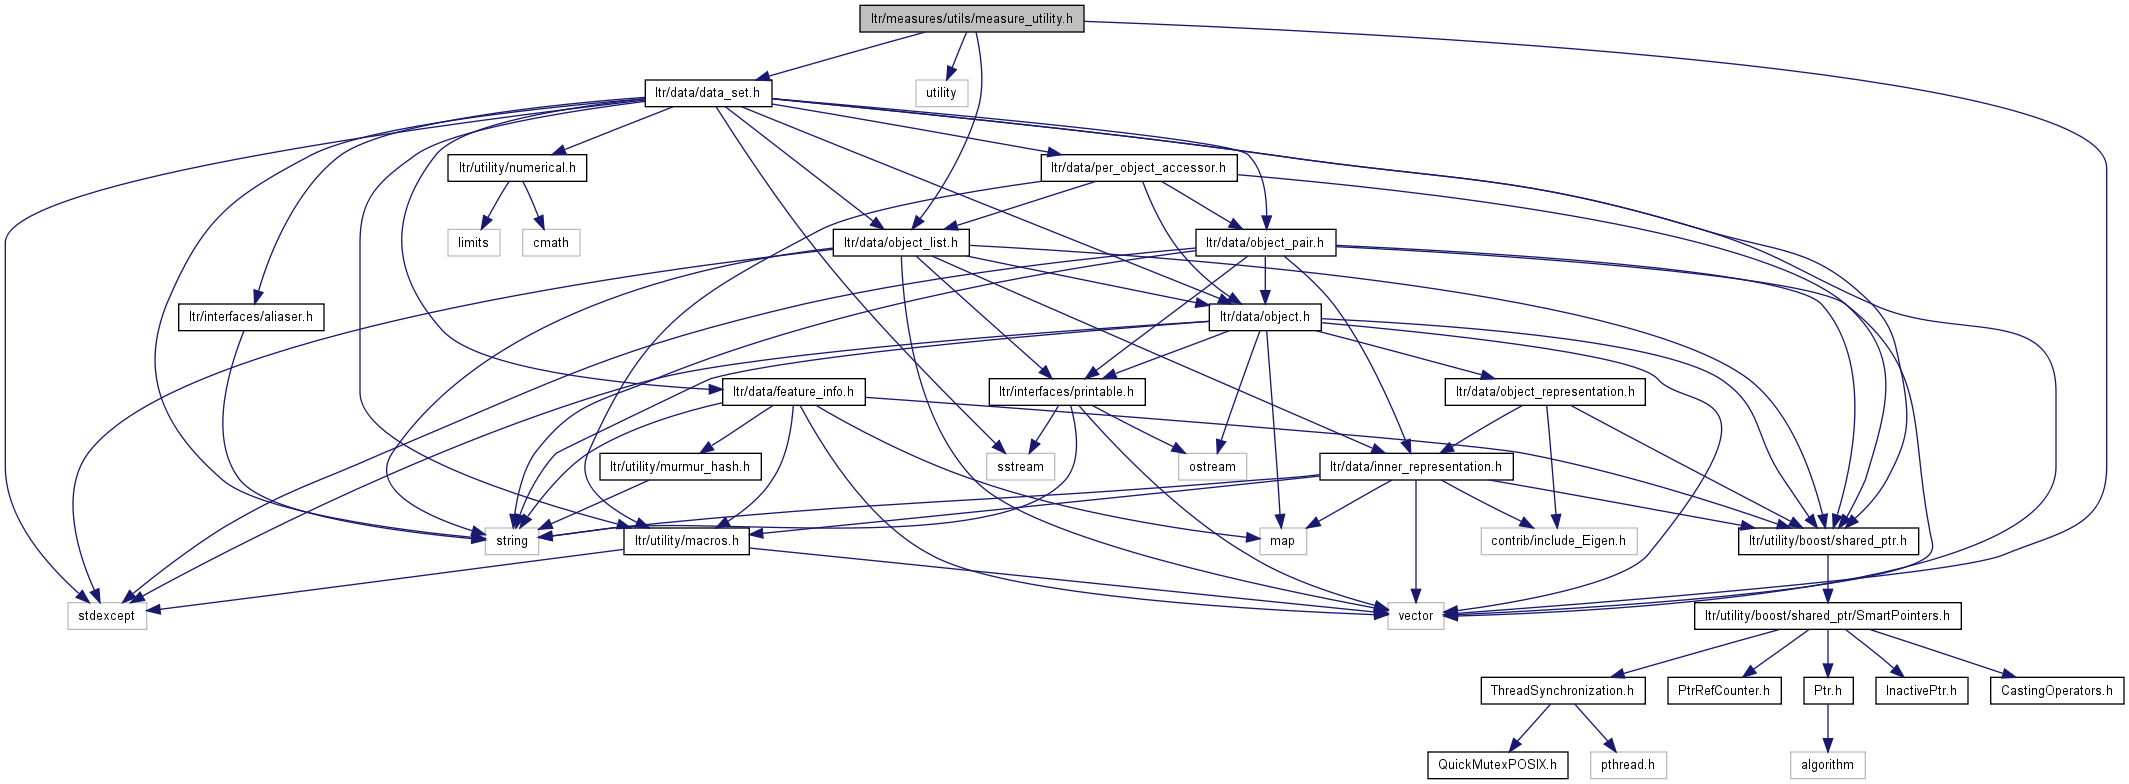 ltr/measures/utils/measure_utility.h
ltr/data/data_set.h
utility
ltr/utility/numerical.h
ltr/data/per_object_accessor.h
limits
cmath
ltr/data/object_list.h
ltr/data/object_pair.h
ltr/interfaces/aliaser.h
ltr/data/object.h
ltr/data/feature_info.h
ltr/interfaces/printable.h
ltr/data/object_representation.h
ltr/utility/murmur_hash.h
sstream
ostream
ltr/data/inner_representation.h
string
ltr/utility/macros.h
map
contrib/include_Eigen.h
ltr/utility/boost/shared_ptr.h
stdexcept
vector
ltr/utility/boost/shared_ptr/SmartPointers.h
ThreadSynchronization.h
PtrRefCounter.h
Ptr.h
InactivePtr.h
CastingOperators.h
QuickMutexPOSIX.h
pthread.h
algorithm